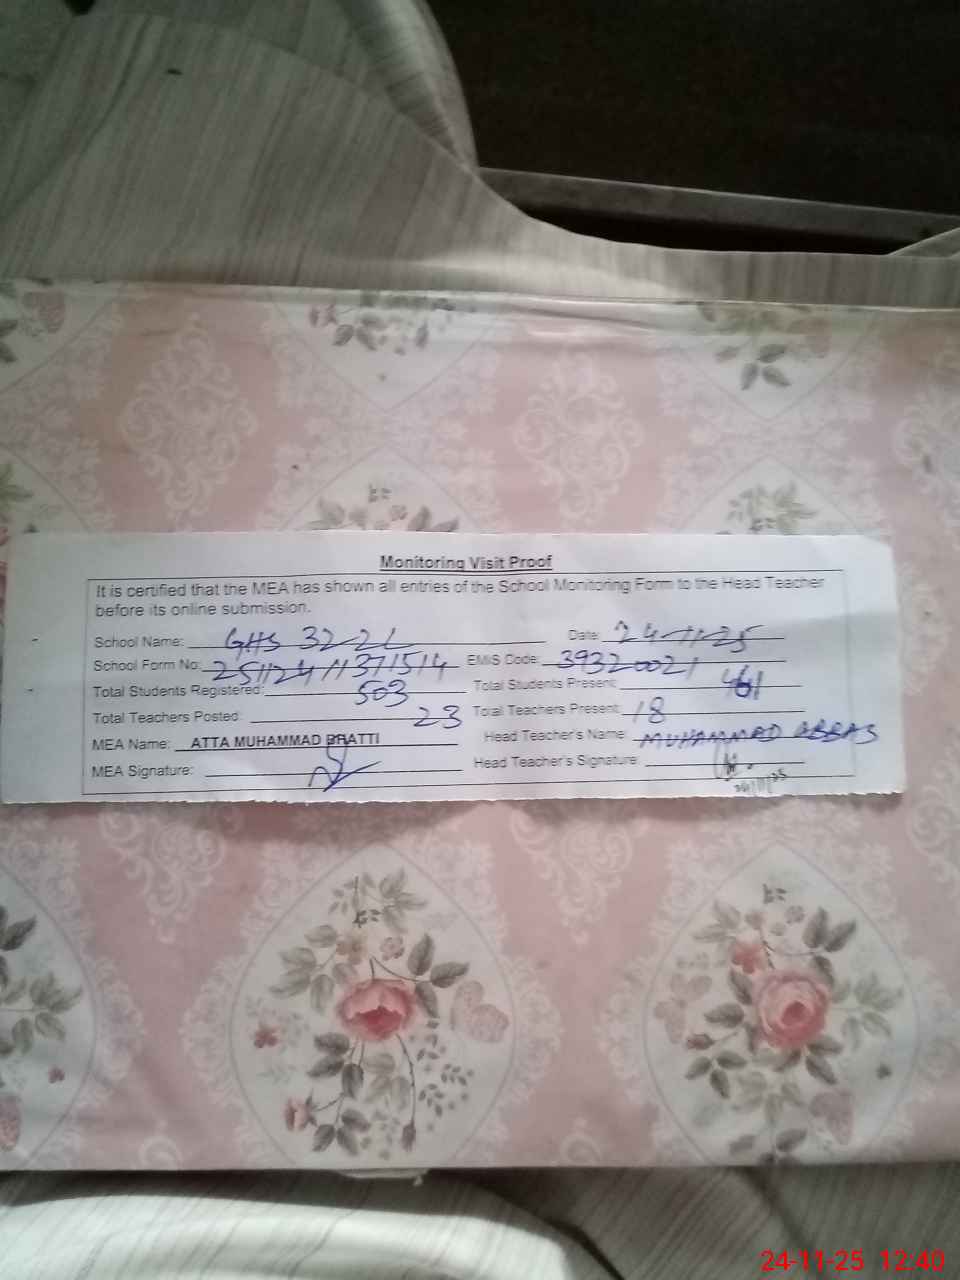 Monitoring Visit Proof
It is certified that the MEA has shown all entries of the School Monitoring Form to the Head Teacher
before its online submission.
School Name: GHS 32-2L Date: 24-11-25
School Form No: 25112411371514 EMIS Code: 39320021
Total Students Registered: 503 Total Students Present: 461
Total Teachers Posted: 23 Total Teachers Present: 18
MEA Name: ATTA MUHAMMAD BHATTI Head Teacher's Name: MUHAMMAD ABBAS
MEA Signature: Head Teacher's Signature:
24-11-25 12:40